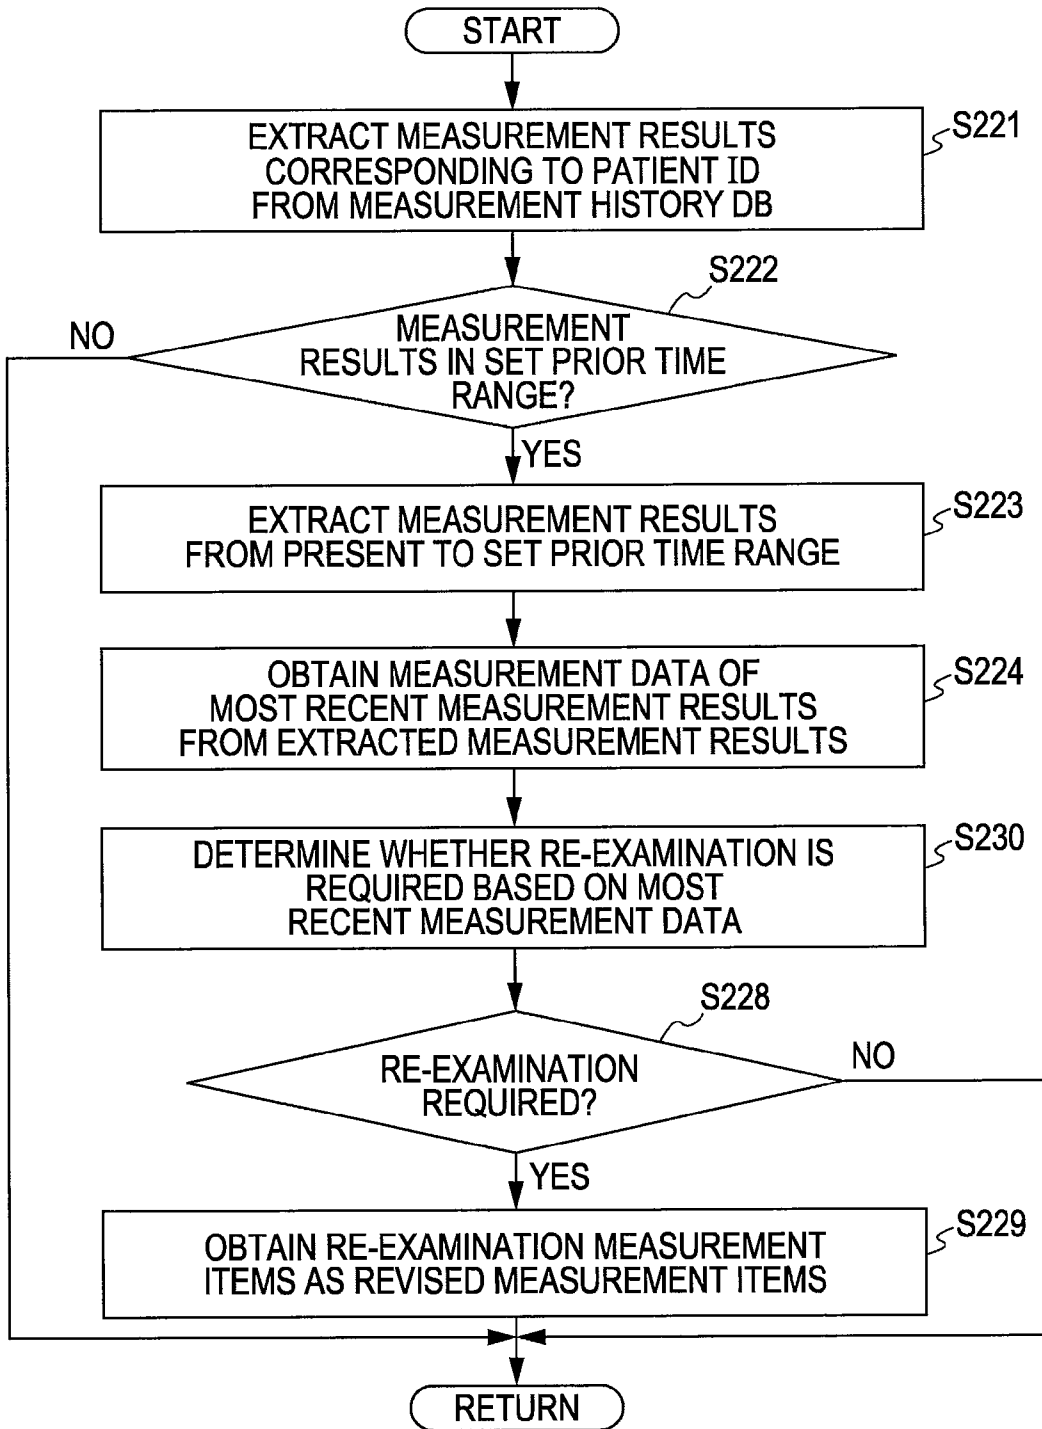 START
EXTRACT MEASUREMENT RESULTS
CORRESPONDING TO PATIENT ID
FROM MEASUREMENT HISTORY DB
S221
S222
MEASUREMENT
RESULTS IN SET PRIOR TIME
RANGE?
NO
YES
EXTRACT MEASUREMENT RESULTS
FROM PRESENT TO SET PRIOR TIME RANGE
S223
OBTAIN MEASUREMENT DATA OF
MOST RECENT MEASUREMENT RESULTS
FROM EXTRACTED MEASUREMENT RESULTS
S224
DETERMINE WHETHER RE-EXAMINATION IS
REQUIRED BASED ON MOST
RECENT MEASUREMENT DATA
S230
S228
RE-EXAMINATION
REQUIRED?
NO
YES
OBTAIN RE-EXAMINATION MEASUREMENT
ITEMS AS REVISED MEASUREMENT ITEMS
S229
RETURN